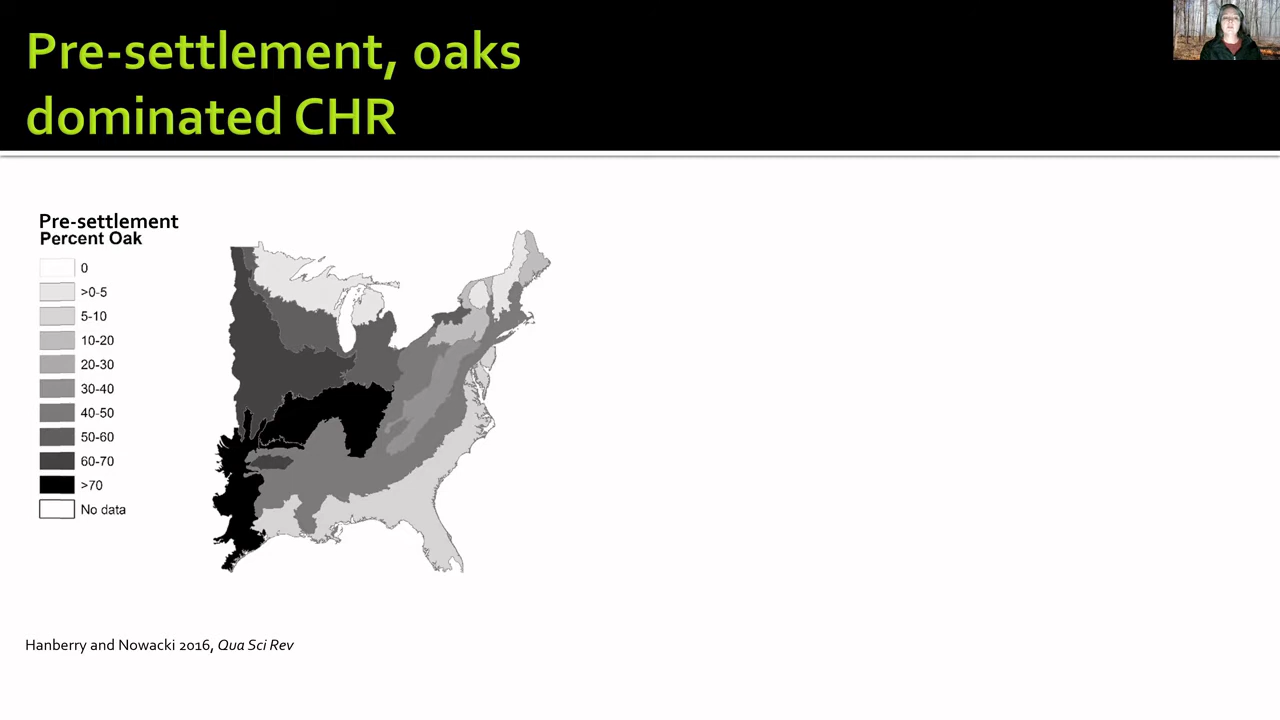 Pre-settlement, oaks
dominated CHR
Pre-settlement
Percent Oak
0
>0-5
5-10
10-20
20-30
30-40
40-50
50-60
60-70
>70
No data
Hanberry and Nowacki 2016, Qua Sci Rev